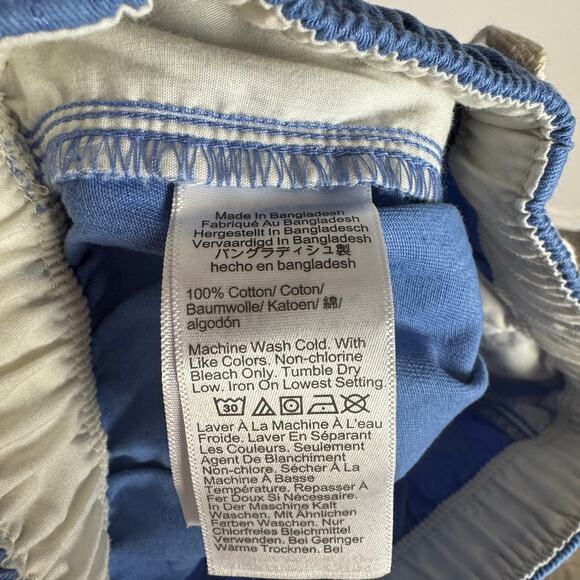 Made In Bangladesh
Fabriqué Au Bangladesh
Hergestellt In Bangladesch
Vervaardigd In Bangladesh
バングラディシュ製
hecho en bangladesh
100% Cotton/ Coton/
Baumwolle/ Katoen/ 綿/
algodón
Machine Wash Cold. With
Like Colors. Non-chlorine
Bleach Only. Tumble Dry
Low. Iron On Lowest Setting.
30
Laver À La Machine À L'eau
Froide. Laver En Séparant
Les Couleurs. Seulement
Agent De Blanchiment
Non-chlore. Sécher À La
Machine À Basse
Température. Repasser À
Fer Doux Si Nécessaire.
In Der Maschine Kalt
Waschen. Mit Ähnlichen
Farben Waschen. Nur
Chlorfreies Bleichmittel
Verwenden. Bei Geringer
Wärme Trocknen. Bei